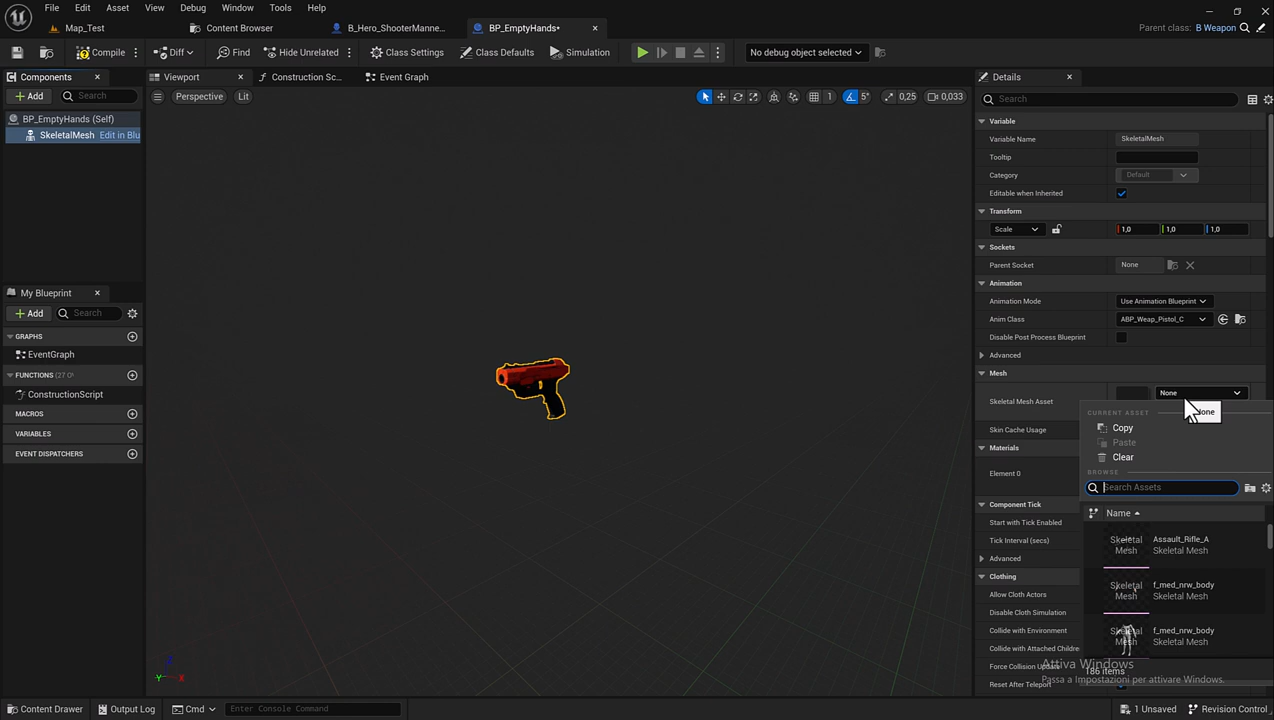 File Edit Asset View Debug Window Tools Help
Map_Test Content Browser B_Hero_ShooterManne... BP_EmptyHands* Parent class: B Weapon
Compile Diff Find Hide Unrelated Class Settings Class Defaults Simulation No debug object selected
Components Viewport Construction Sc... Event Graph Details
Add Search Perspective Lit 1 5° 0,25 0,033 Search
BP_EmptyHands (Self)
SkeletalMesh Edit in Blu
Variable
Variable Name SkeletalMesh
Tooltip
Category Default
Editable when Inherited
Transform
Scale 1,0 1,0 1,0
Sockets
Parent Socket None
Animation
My Blueprint
Animation Mode Use Animation Blueprint
Add Search
Anim Class ABP_Weap_Pistol_C
GRAPHS
Disable Post Process Blueprint
EventGraph
Advanced
FUNCTIONS
Mesh
ConstructionScript
Skeletal Mesh Asset None
None
MACROS
CURRENT ASSET
VARIABLES
Skin Cache Usage Copy
Paste
Materials
EVENT DISPATCHERS
Clear
Element 0
BROWSE
Search Assets
Component Tick
Name
Start with Tick Enabled
Tick Interval (secs)
Assault_Rifle_A
Skeletal Mesh
Skeletal Mesh
Advanced
Clothing
f_med_nrw_body
Skeletal Mesh
Skeletal Mesh
Allow Cloth Actors
Disable Cloth Simulation
Collide with Environment
f_med_nrw_body
Skeletal Mesh
Collide with Attached Childre
Force Collision Updat
Attiva Windows
186 items
Passa a Impostazioni per attivare Windows.
Reset After Teleport
X Y Z
Content Drawer Output Log Cmd Enter Console Command 1 Unsaved Revision Control